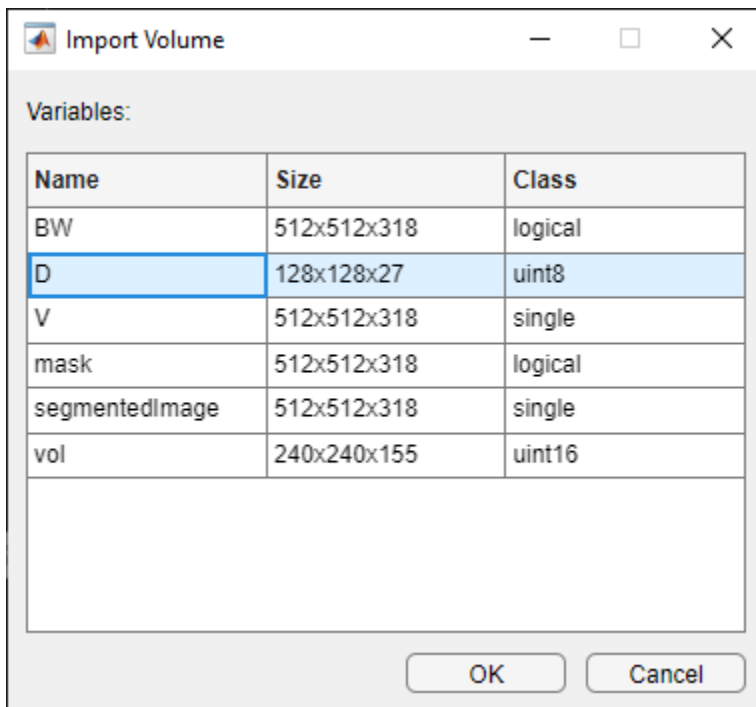 Import Volume
Variables:
Name Size Class
BW 512x512x318 logical
D 128x128x27 uint8
V 512x512x318 single
mask 512x512x318 logical
segmentedImage 512x512x318 single
vol 240x240x155 uint16
OK Cancel